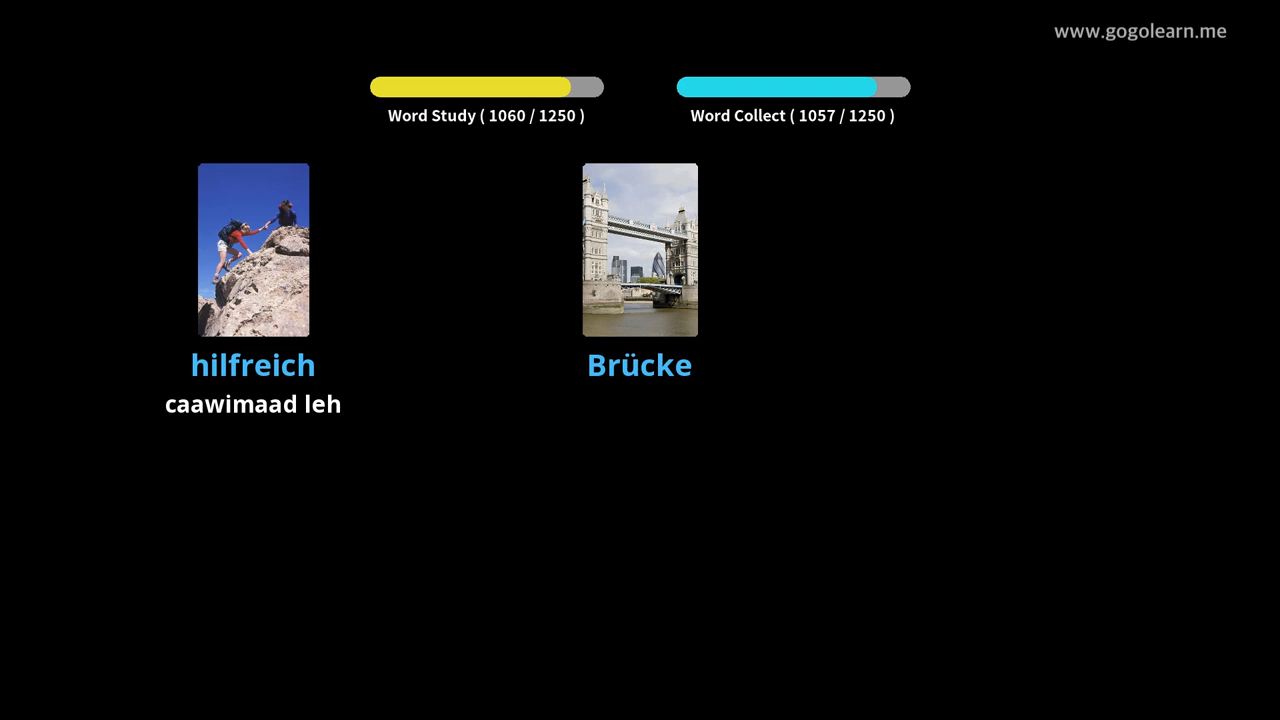 www.gogolearn.me
Word Study ( 1060 / 1250 )
Word Collect ( 1057 / 1250 )
hilfreich
caawimaad leh
Brücke